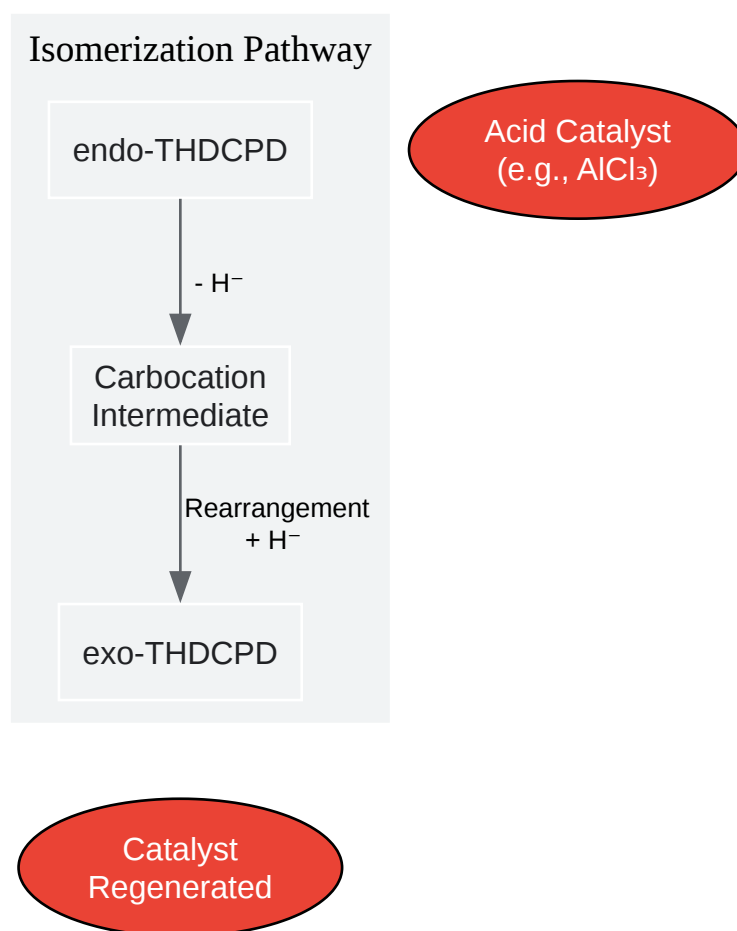 Isomerization Pathway
endo-THDCPD
Acid Catalyst
(e.g., AlCl₃)
- H⁻
Carbocation
Intermediate
Rearrangement
+ H⁻
exo-THDCPD
Catalyst
Regenerated